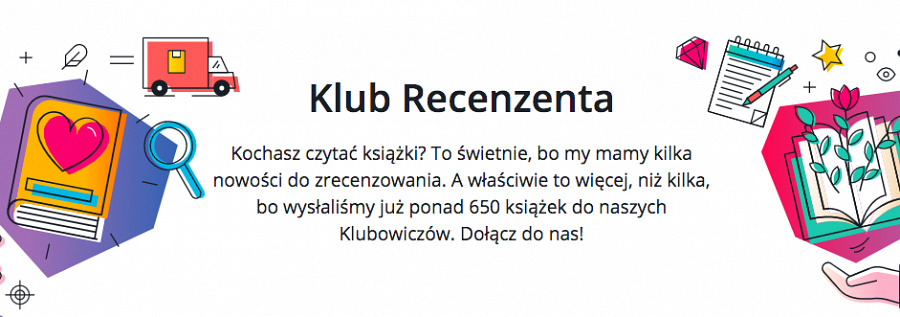 Klub Recenzenta
Kochasz czytać książki? To świetnie, bo my mamy kilka
nowości do zrecenzowania. A właściwie to więcej, niż kilka,
bo wysłaliśmy już ponad 650 książek do naszych
Klubowiczów. Dołącz do nas!